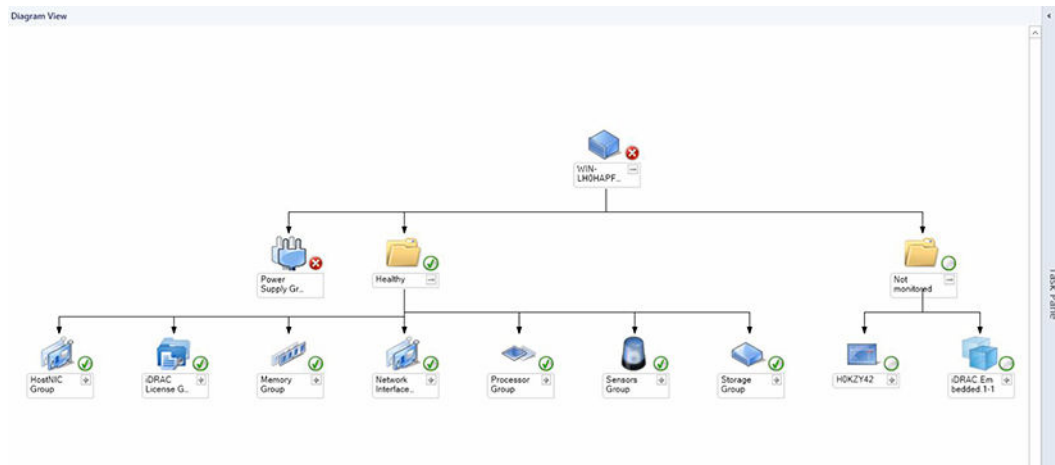 Diagram View
WIN-
LH0HAPF...
Power
Supply Gr...
Healthy
Not
monitored
Task Pane
HostNIC
Group
iDRAC
License G...
Memory
Group
Network
Interface...
Processor
Group
Sensors
Group
Storage
Group
H0KZY42
iDRAC.Em
bedded.1-1